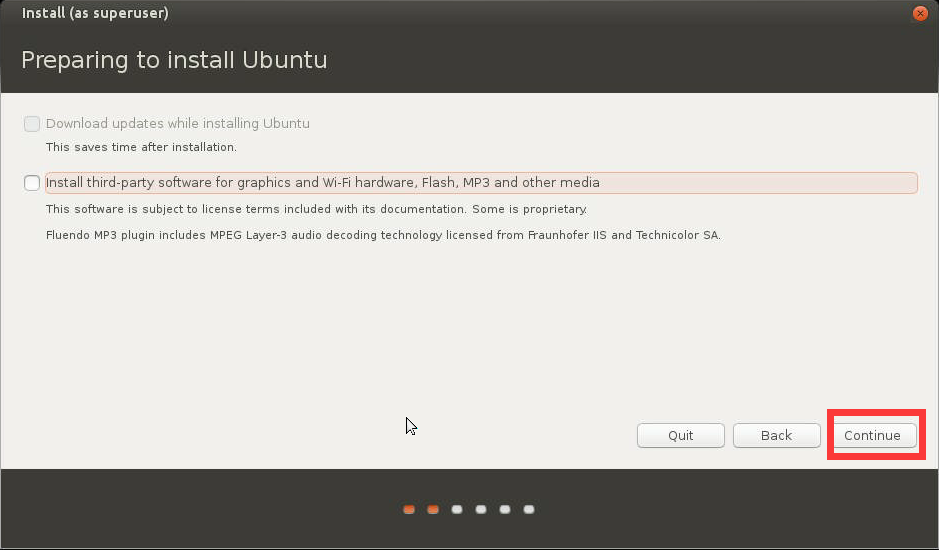 Install (as superuser)
Preparing to install Ubuntu
Download updates while installing Ubuntu
This saves time after installation.
Install third-party software for graphics and Wi-Fi hardware, Flash, MP3 and other media
This software is subject to license terms included with its documentation. Some is proprietary.
Fluendo MP3 plugin includes MPEG Layer-3 audio decoding technology licensed from Fraunhofer IIS and Technicolor SA.
Quit Back Continue